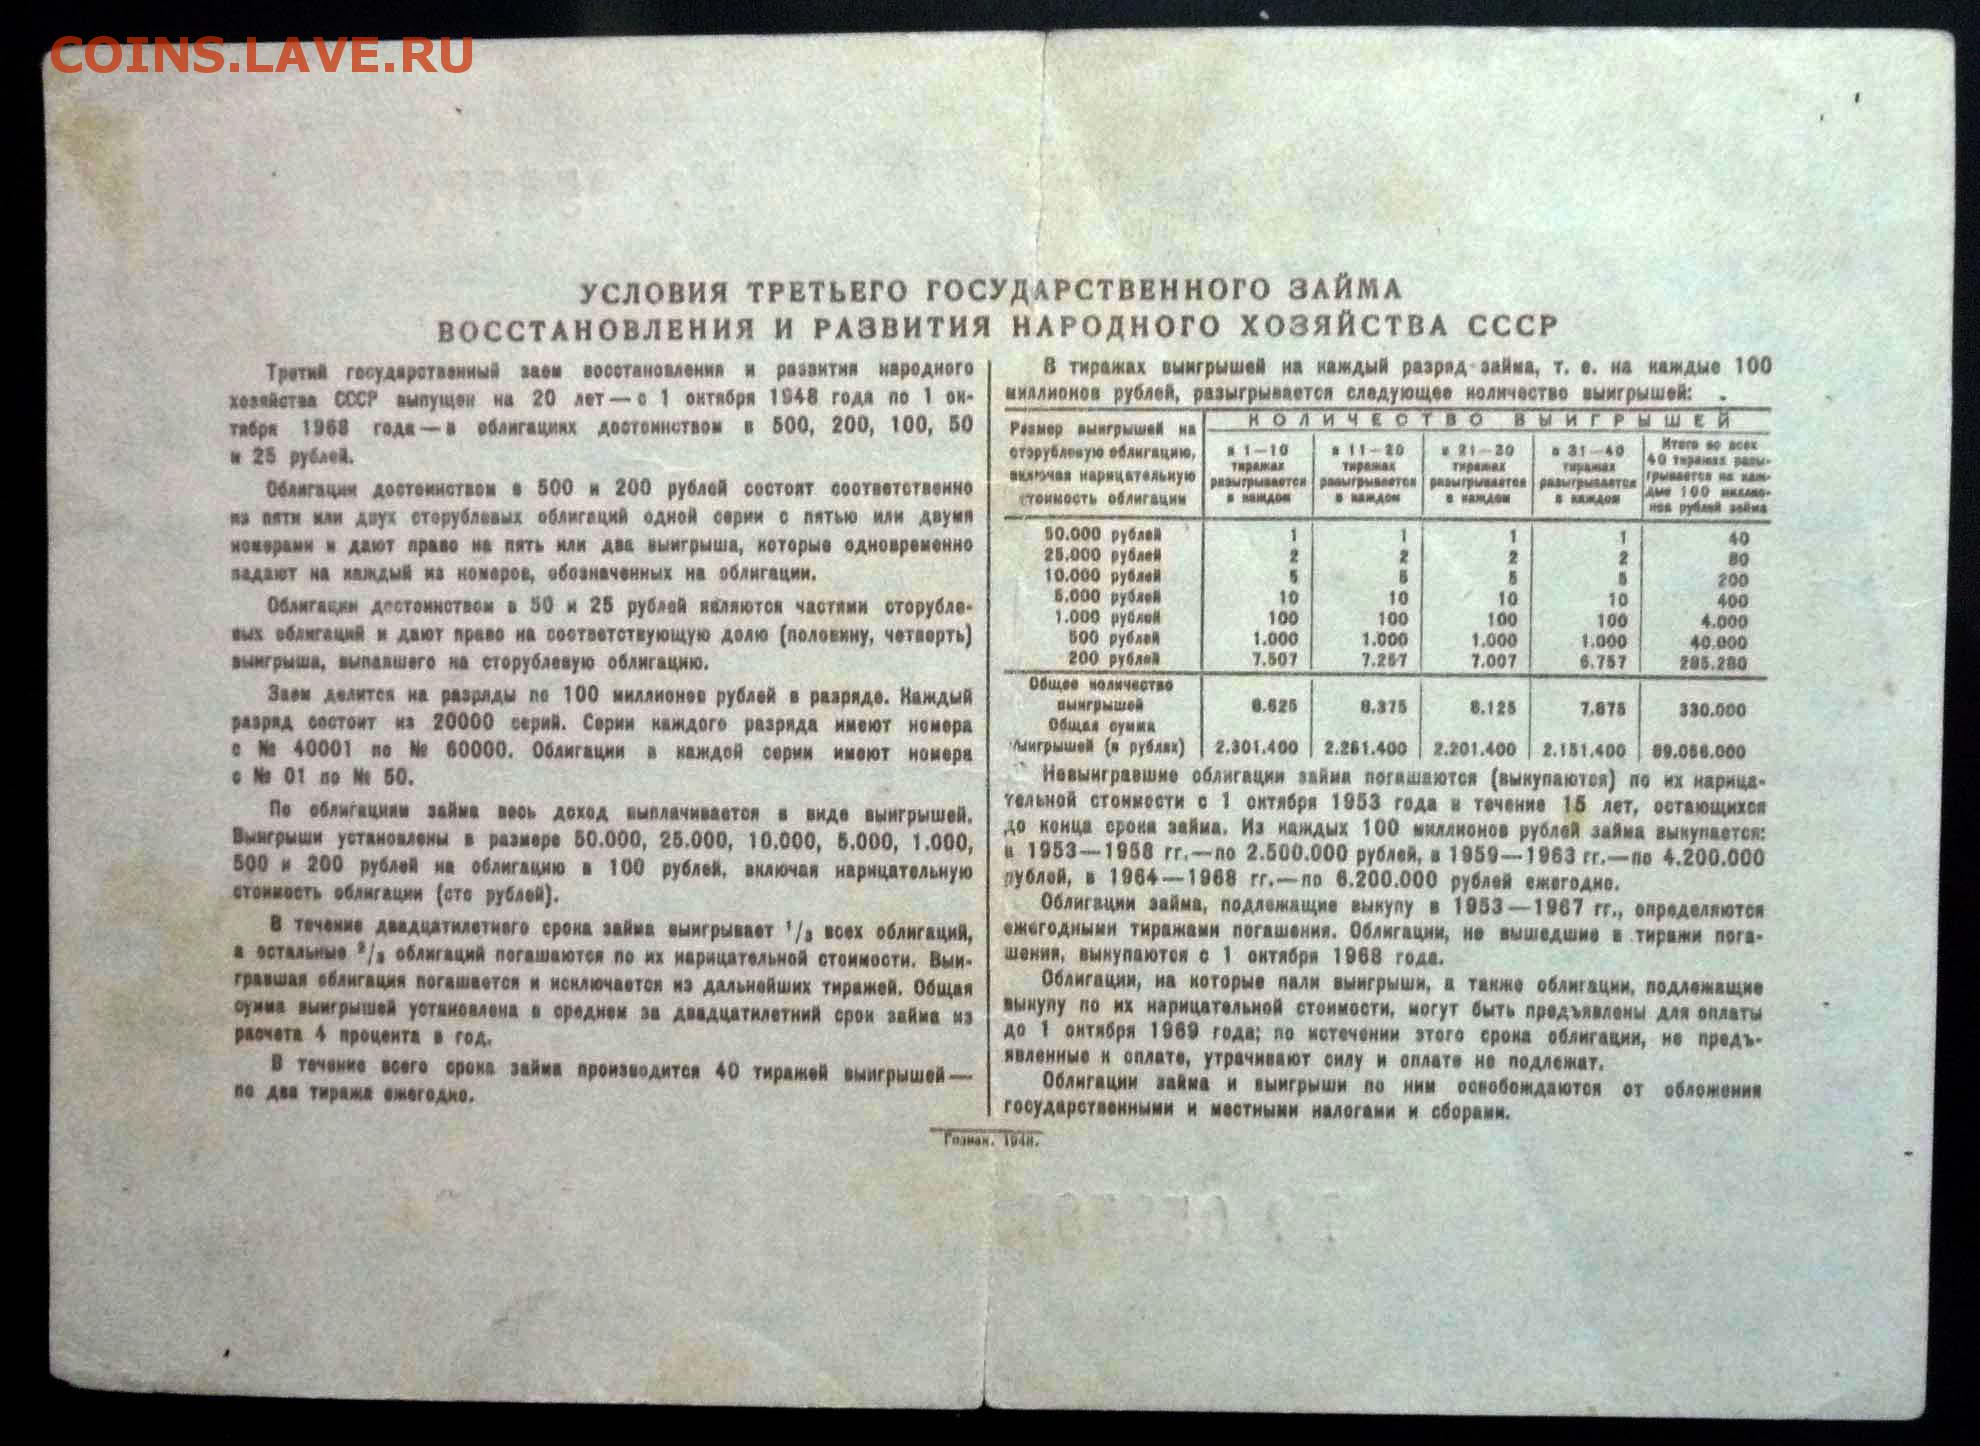 COINS.LAVE.RU
УСЛОВИЯ ТРЕТЬЕГО ГОСУДАРСТВЕННОГО ЗАЙМА
ВОССТАНОВЛЕНИЯ И РАЗВИТИЯ НАРОДНОГО ХОЗЯЙСТВА СССР
Третий государственный заем восстановления и развития народного
хозяйства СССР выпущен на 20 лет — с 1 октября 1948 года по 1 ок-
тября 1968 года — в облигациях достоинством в 500, 200, 100, 50
и 25 рублей.
Облигации достоинством в 500 и 200 рублей состоят соответственно
из пяти или двух сторублевых облигаций одной серии с пятью или двумя
номерами и дают право на пять или два выигрыша, которые одновременно
падают на каждый из номеров, обозначенных на облигации.
Облигации достоинством в 50 и 25 рублей являются частями сторубле-
вых облигаций и дают право на соответствующую долю (половину, четверть)
выигрыша, выпавшего на сторублевую облигацию.
Заем делится на разряды по 100 миллионов рублей в разряде. Каждый
разряд состоит из 20000 серий. Серии каждого разряда имеют номера
с № 40001 по № 60000. Облигации в каждой серии имеют номера
с № 01 по № 50.
По облигациям займа весь доход выплачивается в виде выигрышей.
Выигрыши установлены в размере 50.000, 25.000, 10.000, 5.000, 1.000,
500 и 200 рублей на облигацию в 100 рублей, включая нарицательную
стоимость облигации (сто рублей).
В течение двадцатилетнего срока займа выигрывает 1/3 всех облигаций,
а остальные 2/3 облигаций погашаются по их нарицательной стоимости. Выи-
гравшая облигация погашается и исключается из дальнейших тиражей. Общая
сумма выигрышей установлена в среднем за двадцатилетний срок займа из
расчета 4 процента в год.
В течение всего срока займа производится 40 тиражей выигрышей —
по два тиража ежегодно.
В тиражах выигрышей на каждый разряд займа, т. е. на каждые 100
миллионов рублей, разыгрывается следующее количество выигрышей:
Размер выигрышей на
сторублевую облигацию,
включая нарицательную
стоимость облигации
КОЛИЧЕСТВО ВЫИГРЫШЕЙ
в 1—10 тиражах разыгрывается в каждом
в 11—20 тиражах разыгрывается в каждом
в 21—30 тиражах разыгрывается в каждом
в 31—40 тиражах разыгрывается в каждом
Итого во всех
40 тиражах разы-
грывается на каж-
дые 100 миллио-
нов рублей займа
50.000 рублей 1 1 1 1 40
25.000 рублей 2 2 2 2 80
10.000 рублей 5 5 5 5 200
5.000 рублей 10 10 10 10 400
1.000 рублей 100 100 100 100 4.000
500 рублей 1.000 1.000 1.000 1.000 40.000
200 рублей 7.507 7.257 7.007 6.757 285.280
Общее количество
выигрышей 8.625 8.375 8.125 7.875 330.000
Общая сумма
выигрышей (в рублях) 2.301.400 2.251.400 2.201.400 2.151.400 89.056.000
Невыигравшие облигации займа погашаются (выкупаются) по их нарица-
тельной стоимости с 1 октября 1953 года в течение 15 лет, остающихся
до конца срока займа. Из каждых 100 миллионов рублей займа выкупается:
в 1953—1958 гг.—по 2.500.000 рублей, в 1959—1963 гг.—по 4.200.000
рублей, в 1964—1968 гг.—по 6.200.000 рублей ежегодно.
Облигации займа, подлежащие выкупу в 1953—1967 гг., определяются
ежегодными тиражами погашения. Облигации, не вышедшие в тиражи пога-
шения, выкупаются с 1 октября 1968 года.
Облигации, на которые пали выигрыши, а также облигации, подлежащие
выкупу по их нарицательной стоимости, могут быть предъявлены для оплаты
до 1 октября 1969 года; по истечении этого срока облигации, не предъ-
явленные к оплате, утрачивают силу и оплате не подлежат.
Облигации займа и выигрыши по ним освобождаются от обложения
государственными и местными налогами и сборами.
Гознак. 1948.